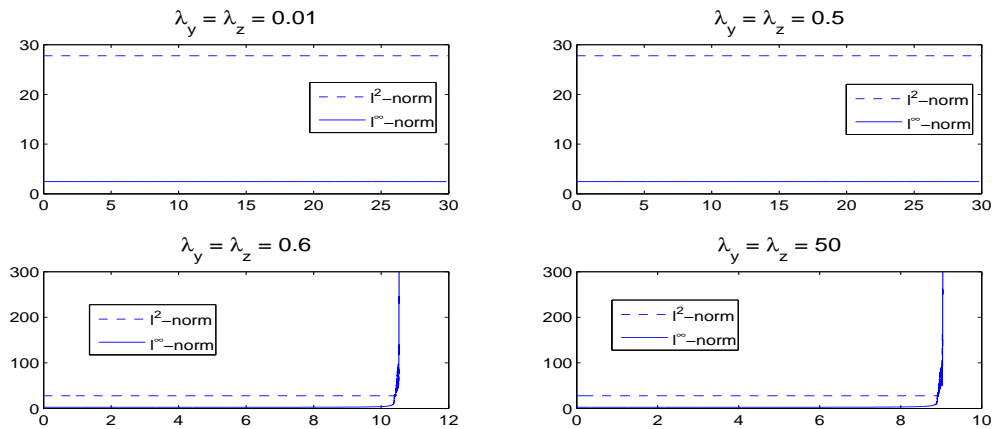 λy = λz = 0.01
30
20
10
0
l²−norm
l∞−norm
0 5 10 15 20 25 30
λy = λz = 0.5
30
20
10
0
l²−norm
l∞−norm
0 5 10 15 20 25 30
λy = λz = 0.6
300
200
100
0
l²−norm
l∞−norm
0 2 4 6 8 10 12
λy = λz = 50
300
200
100
0
l²−norm
l∞−norm
0 2 4 6 8 10